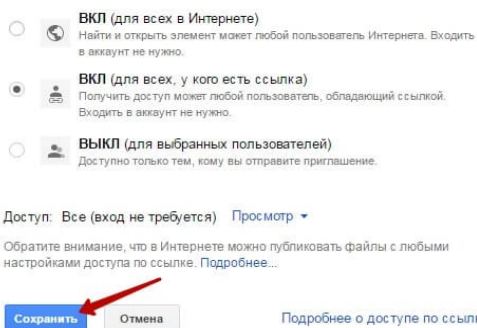 ВКЛ (для всех в Интернете)
Найти и открыть элемент может любой пользователь Интернета. Входить
в аккаунт не нужно.
ВКЛ (для всех, у кого есть ссылка)
Получить доступ может любой пользователь, обладающий ссылкой.
Входить в аккаунт не нужно.
ВЫКЛ (для выбранных пользователей)
Доступно только тем, кому вы отправите приглашение.
Доступ: Все (вход не требуется) Просмотр
Обратите внимание, что в Интернете можно публиковать файлы с любыми
настройками доступа по ссылке. Подробнее...
Сохранить Отмена Подробнее о доступе по